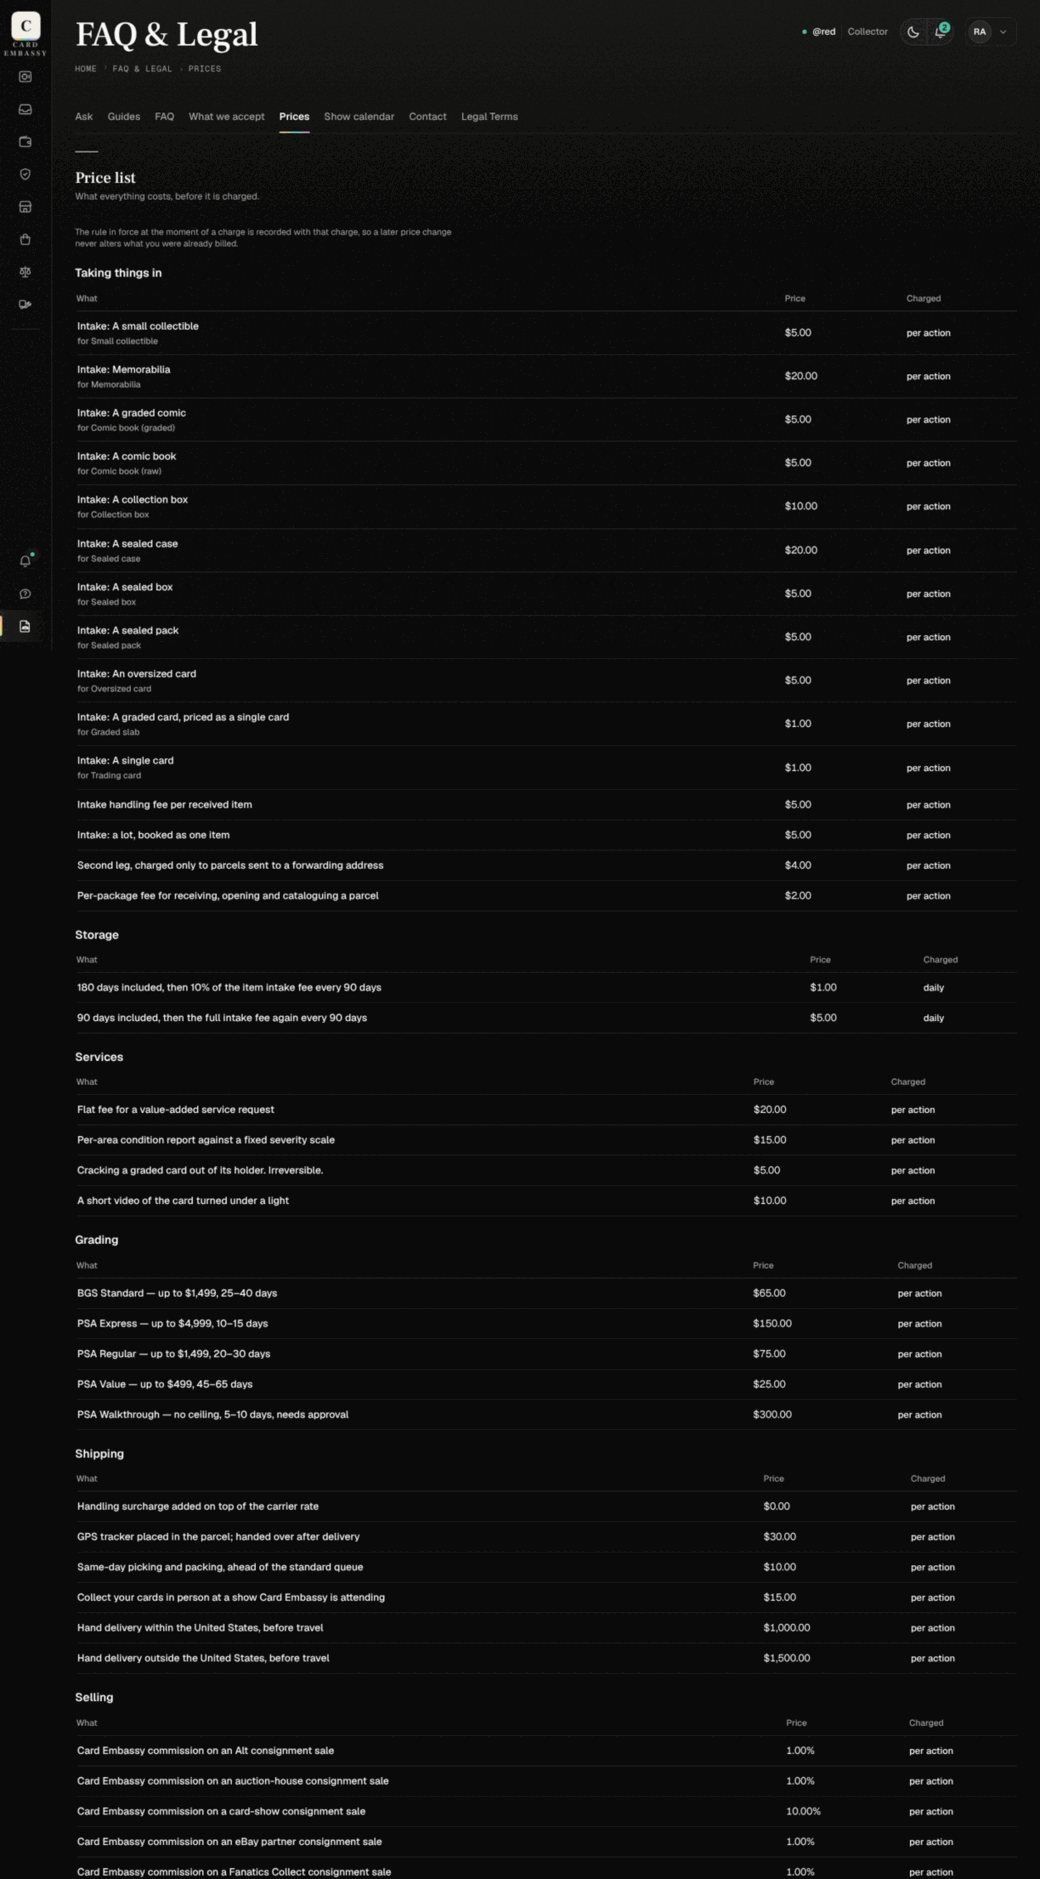 C
CARD
EMBASSY
FAQ & Legal
@red
Collector
2
RA
HOME › FAQ & LEGAL › PRICES
Ask
Guides
FAQ
What we accept
Prices
Show calendar
Contact
Legal Terms
Price list
What everything costs, before it is charged.
The rule in force at the moment of a charge is recorded with that charge, so a later price change
never alters what you were already billed.
Taking things in
What Price Charged
Intake: A small collectible
for Small collectible
$5.00 per action
Intake: Memorabilia
for Memorabilia
$20.00 per action
Intake: A graded comic
for Comic book (graded)
$5.00 per action
Intake: A comic book
for Comic book (raw)
$5.00 per action
Intake: A collection box
for Collection box
$10.00 per action
Intake: A sealed case
for Sealed case
$20.00 per action
Intake: A sealed box
for Sealed box
$5.00 per action
Intake: A sealed pack
for Sealed pack
$5.00 per action
Intake: An oversized card
for Oversized card
$5.00 per action
Intake: A graded card, priced as a single card
for Graded slab
$1.00 per action
Intake: A single card
for Trading card
$1.00 per action
Intake handling fee per received item $5.00 per action
Intake: a lot, booked as one item $5.00 per action
Second leg, charged only to parcels sent to a forwarding address $4.00 per action
Per-package fee for receiving, opening and cataloguing a parcel $2.00 per action
Storage
What Price Charged
180 days included, then 10% of the item intake fee every 90 days $1.00 daily
90 days included, then the full intake fee again every 90 days $5.00 daily
Services
What Price Charged
Flat fee for a value-added service request $20.00 per action
Per-area condition report against a fixed severity scale $15.00 per action
Cracking a graded card out of its holder. Irreversible. $5.00 per action
A short video of the card turned under a light $10.00 per action
Grading
What Price Charged
BGS Standard — up to $1,499, 25–40 days $65.00 per action
PSA Express — up to $4,999, 10–15 days $150.00 per action
PSA Regular — up to $1,499, 20–30 days $75.00 per action
PSA Value — up to $499, 45–65 days $25.00 per action
PSA Walkthrough — no ceiling, 5–10 days, needs approval $300.00 per action
Shipping
What Price Charged
Handling surcharge added on top of the carrier rate $0.00 per action
GPS tracker placed in the parcel; handed over after delivery $30.00 per action
Same-day picking and packing, ahead of the standard queue $10.00 per action
Collect your cards in person at a show Card Embassy is attending $15.00 per action
Hand delivery within the United States, before travel $1,000.00 per action
Hand delivery outside the United States, before travel $1,500.00 per action
Selling
What Price Charged
Card Embassy commission on an Alt consignment sale 1.00% per action
Card Embassy commission on an auction-house consignment sale 1.00% per action
Card Embassy commission on a card-show consignment sale 10.00% per action
Card Embassy commission on an eBay partner consignment sale 1.00% per action
Card Embassy commission on a Fanatics Collect consignment sale 1.00% per action